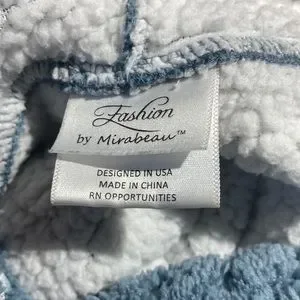 Fashion
by Mirabeau™
DESIGNED IN USA
MADE IN CHINA
RN OPPORTUNITIES